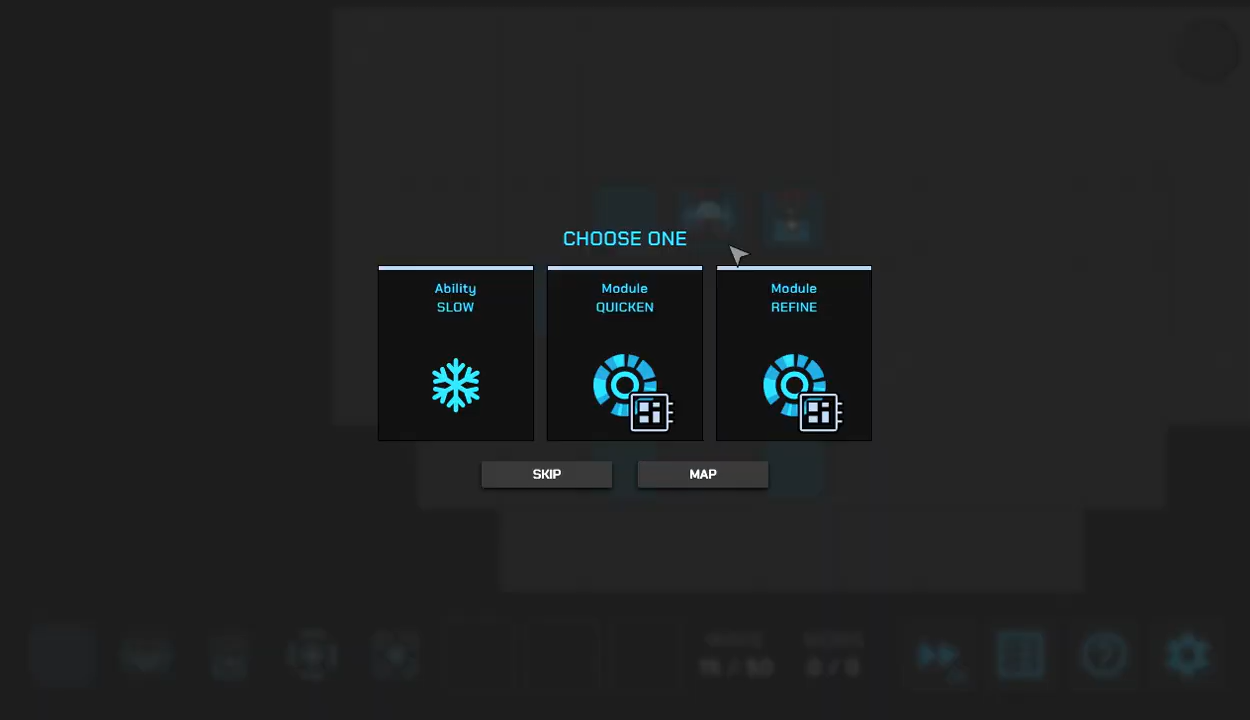 CHOOSE ONE
Ability
SLOW
Module
QUICKEN
Module
REFINE
SKIP
MAP